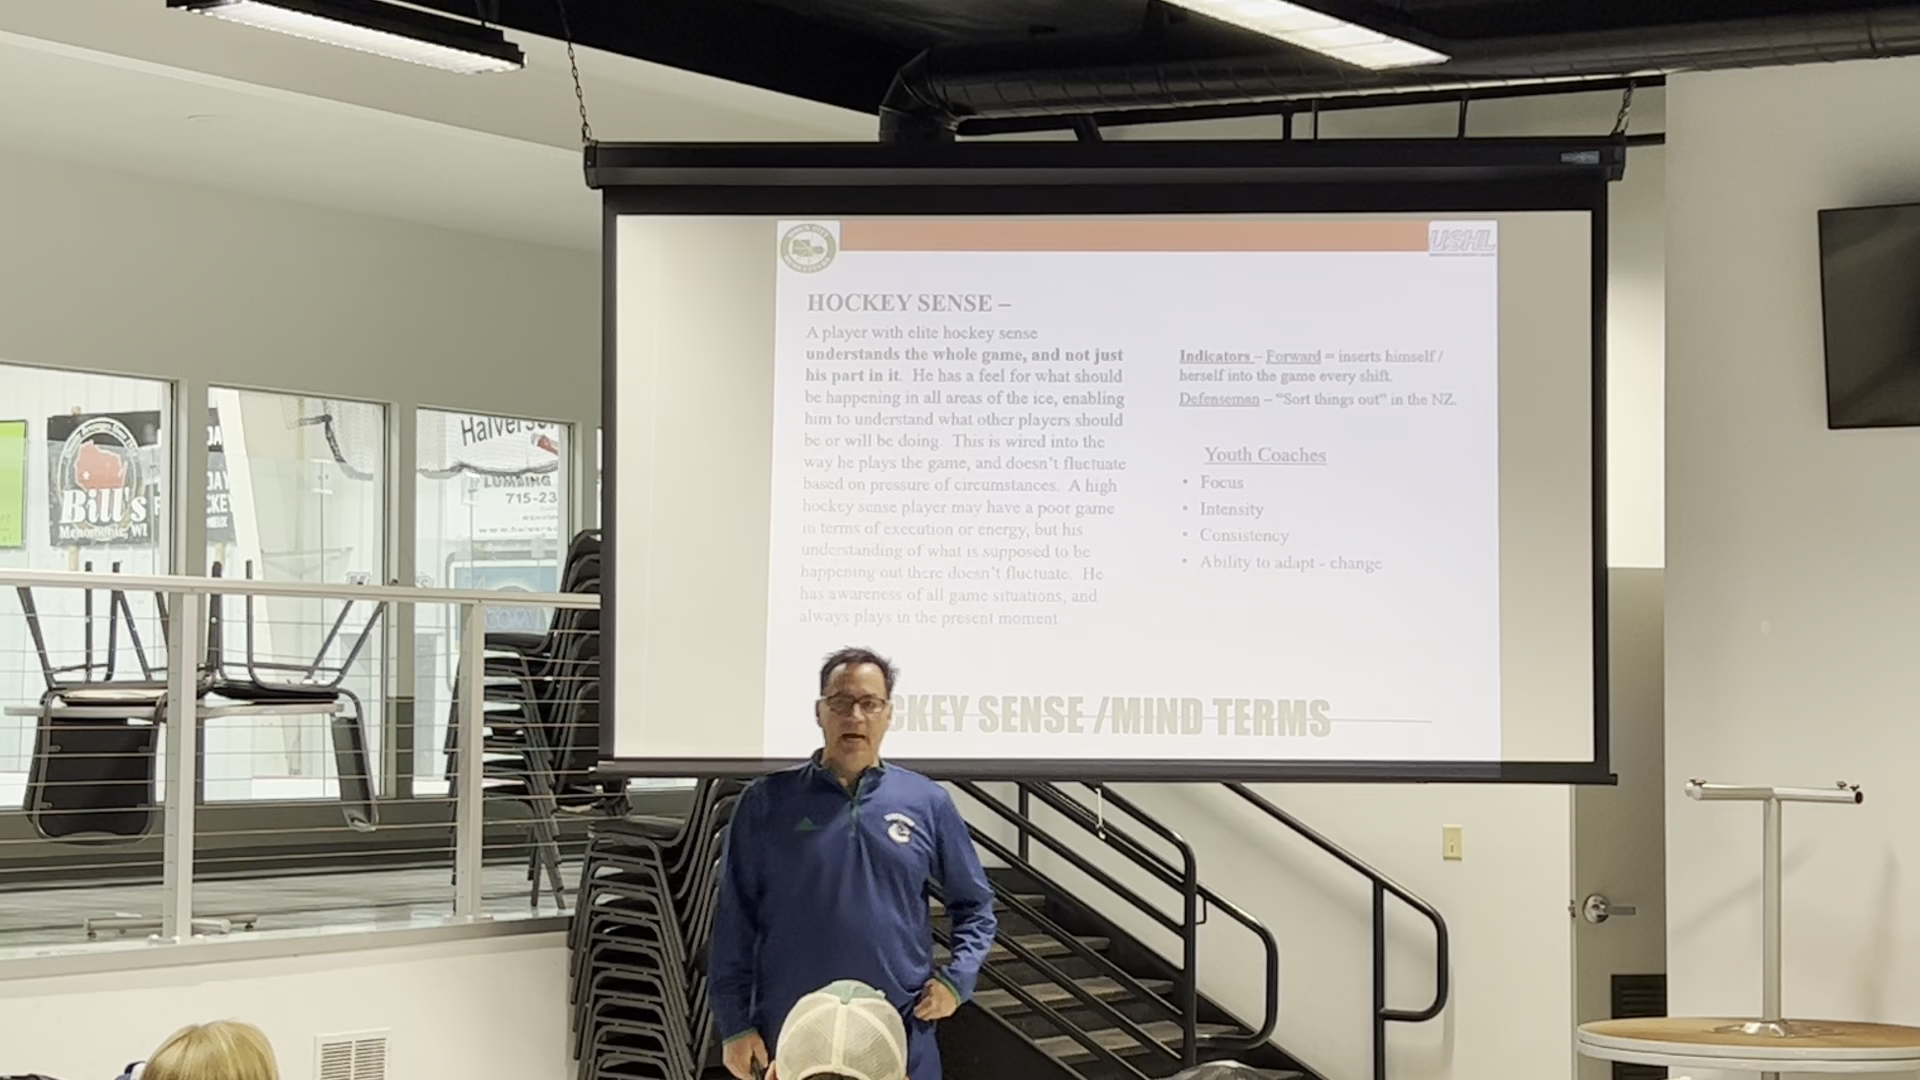 USHL
HOCKEY SENSE –
A player with elite hockey sense
understands the whole game, and not just
his part in it. He has a feel for what should
be happening in all areas of the ice, enabling
him to understand what other players should
be or will be doing. This is wired into the
way he plays the game, and doesn't fluctuate
based on pressure of circumstances. A high
hockey sense player may have a poor game
in terms of execution or energy, but his
understanding of what is supposed to be
happening out there doesn't fluctuate. He
has awareness of all game situations, and
always plays in the present moment.
Indicators – Forward = inserts himself /
herself into the game every shift.
Defenseman – "Sort things out" in the NZ.
Youth Coaches
• Focus
• Intensity
• Consistency
• Ability to adapt - change
CKEY SENSE /MIND TERMS
Bill's
Menomonie, WI
Halvers
LUMBING
715-23